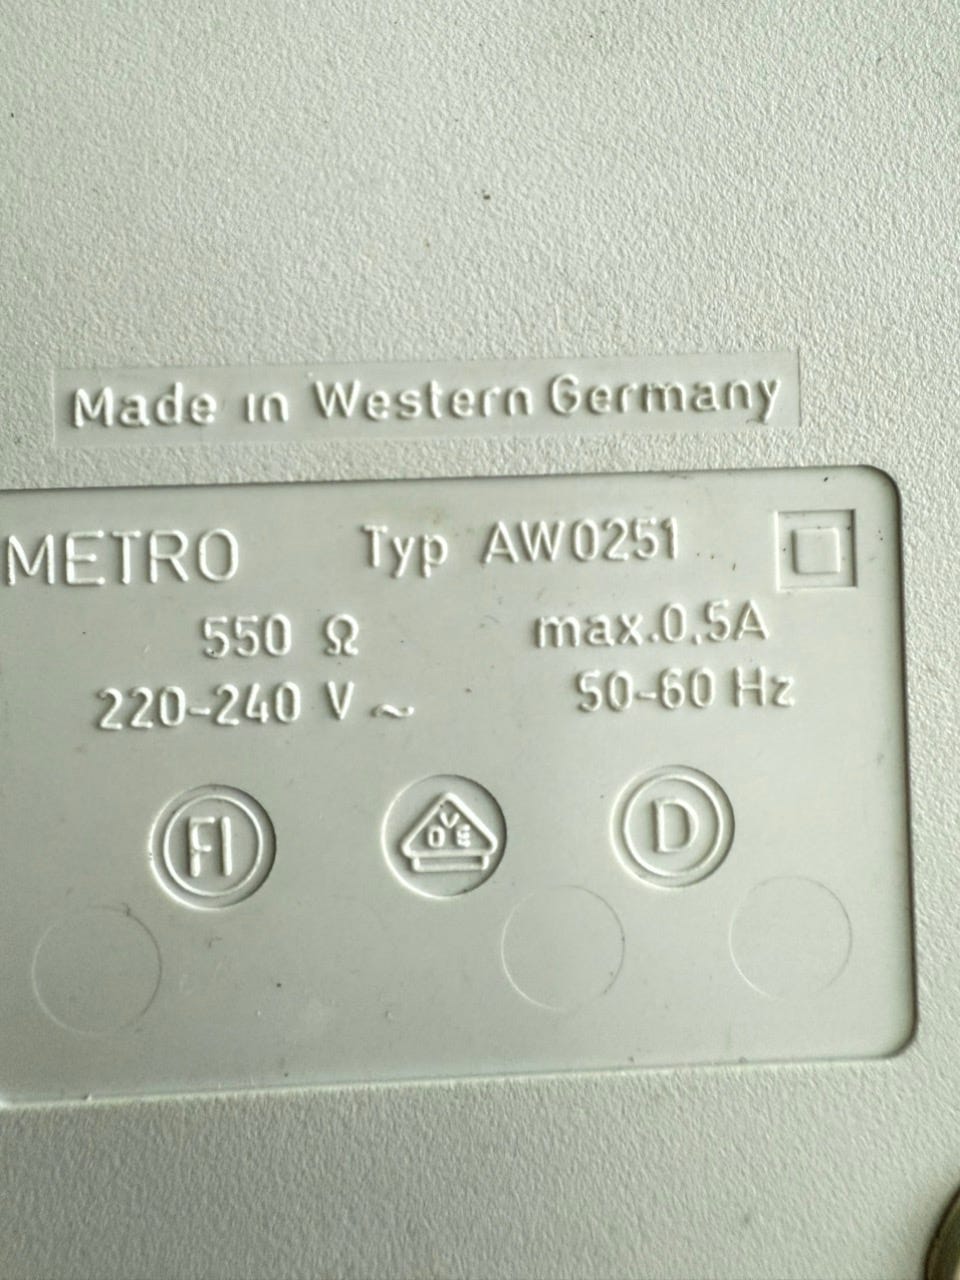 Made in Western Germany
METRO Typ AW0251
550 Ω max.0,5A
220-240 V ~ 50-60 Hz
FI VDE D